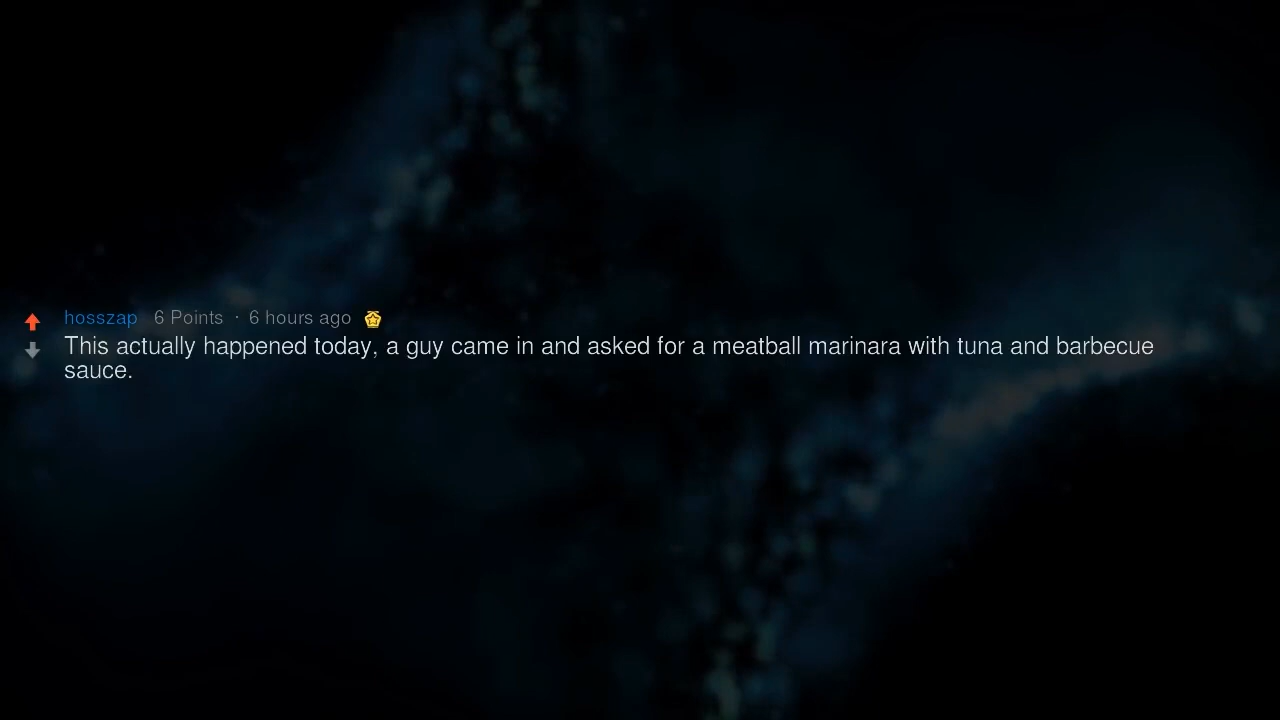 hosszap 6 Points · 6 hours ago
This actually happened today, a guy came in and asked for a meatball marinara with tuna and barbecue
sauce.